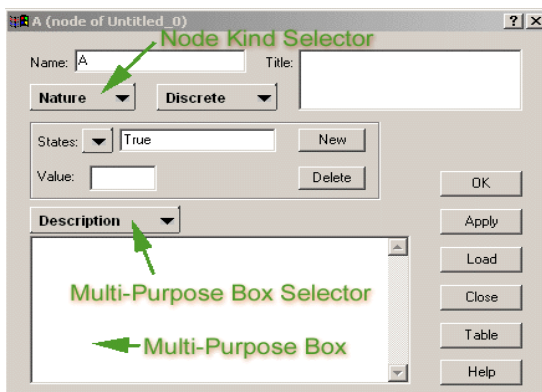 A (node of Untitled_0)
Node Kind Selector
Name: A Title:
Nature Discrete
States: True New
Value: Delete
OK
Description Apply
Load
Multi-Purpose Box Selector Close
Multi-Purpose Box Table
Help